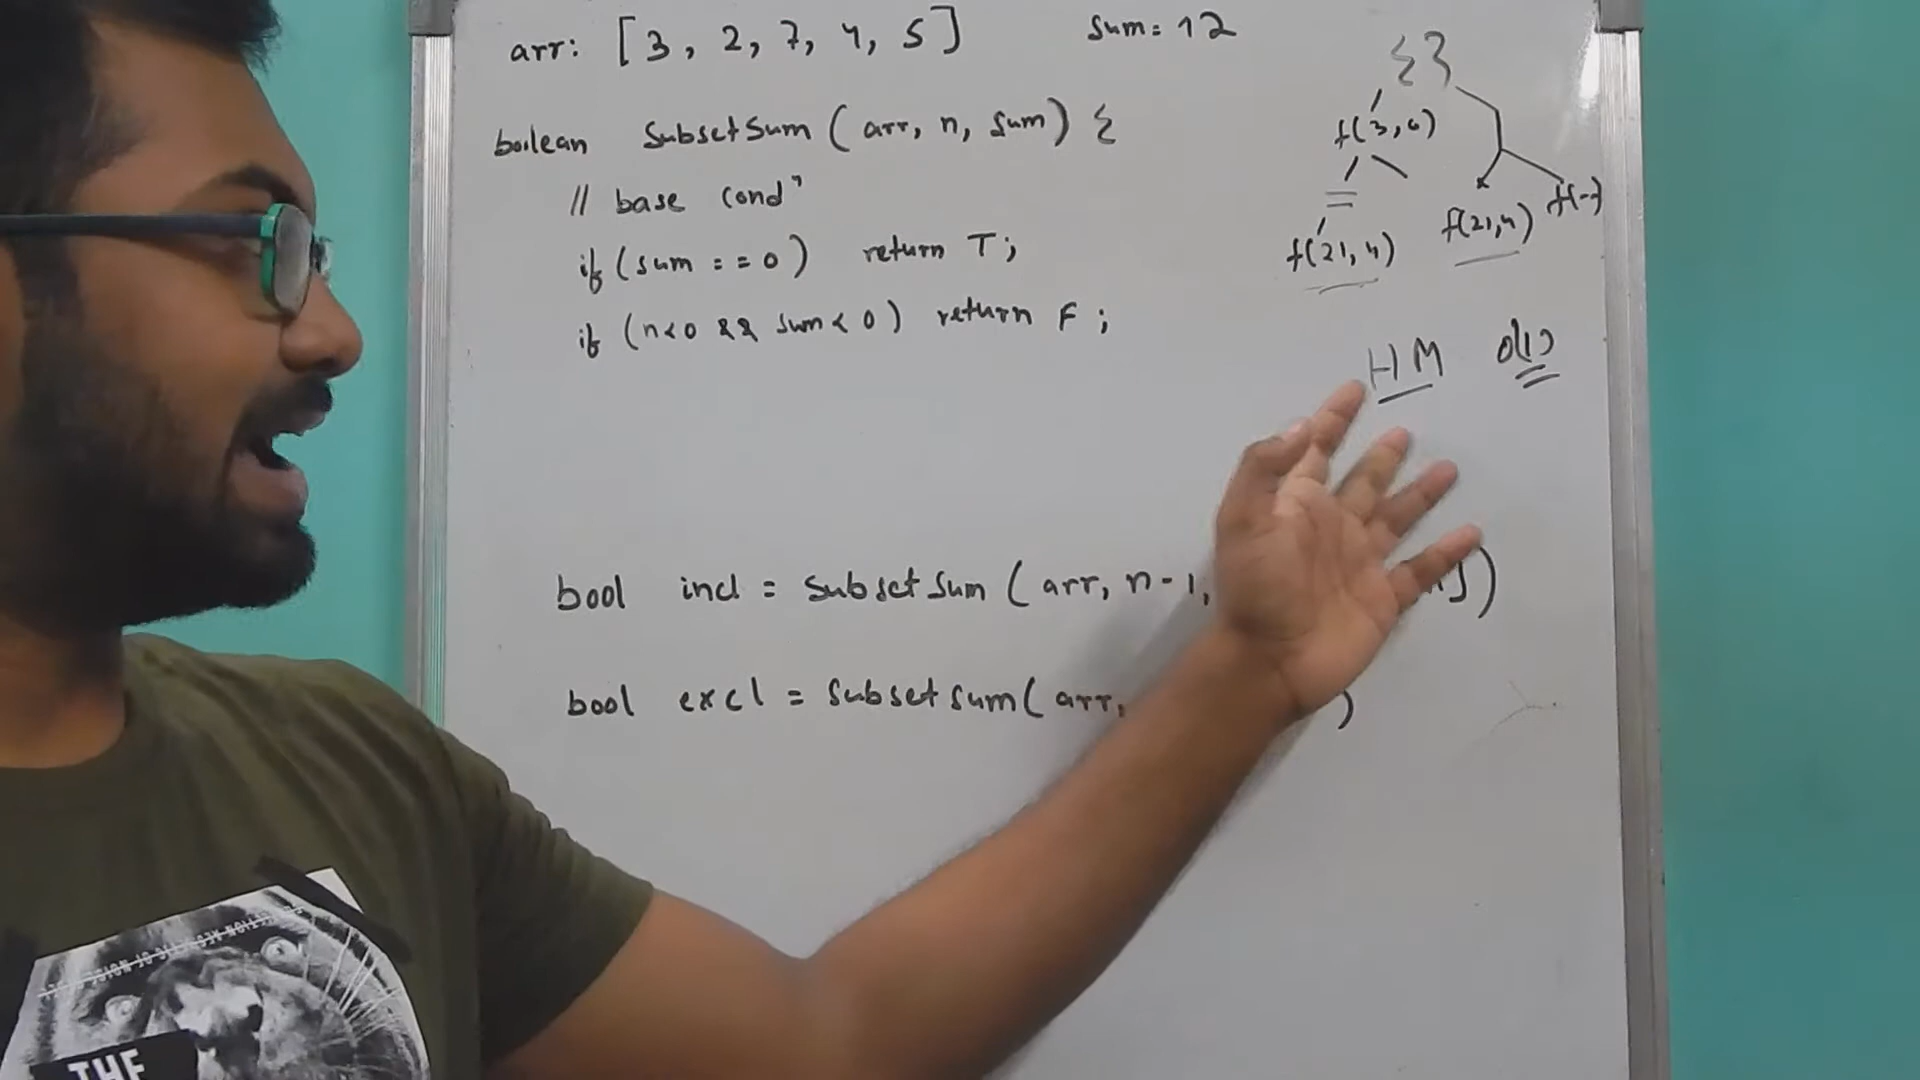 arr: [3, 2, 7, 4, 5] sum = 12
{}
boolean SubsetSum (arr, n, sum) {
f(3,6)
// base cond"
f(21,4) f(-)
if (sum == 0) return T;
f(21,4)
if (n<0 && sum<0) return F;
HM O(1)
bool incl = SubsetSum (arr, n-1, ])
bool excl = SubsetSum (arr, )
THE